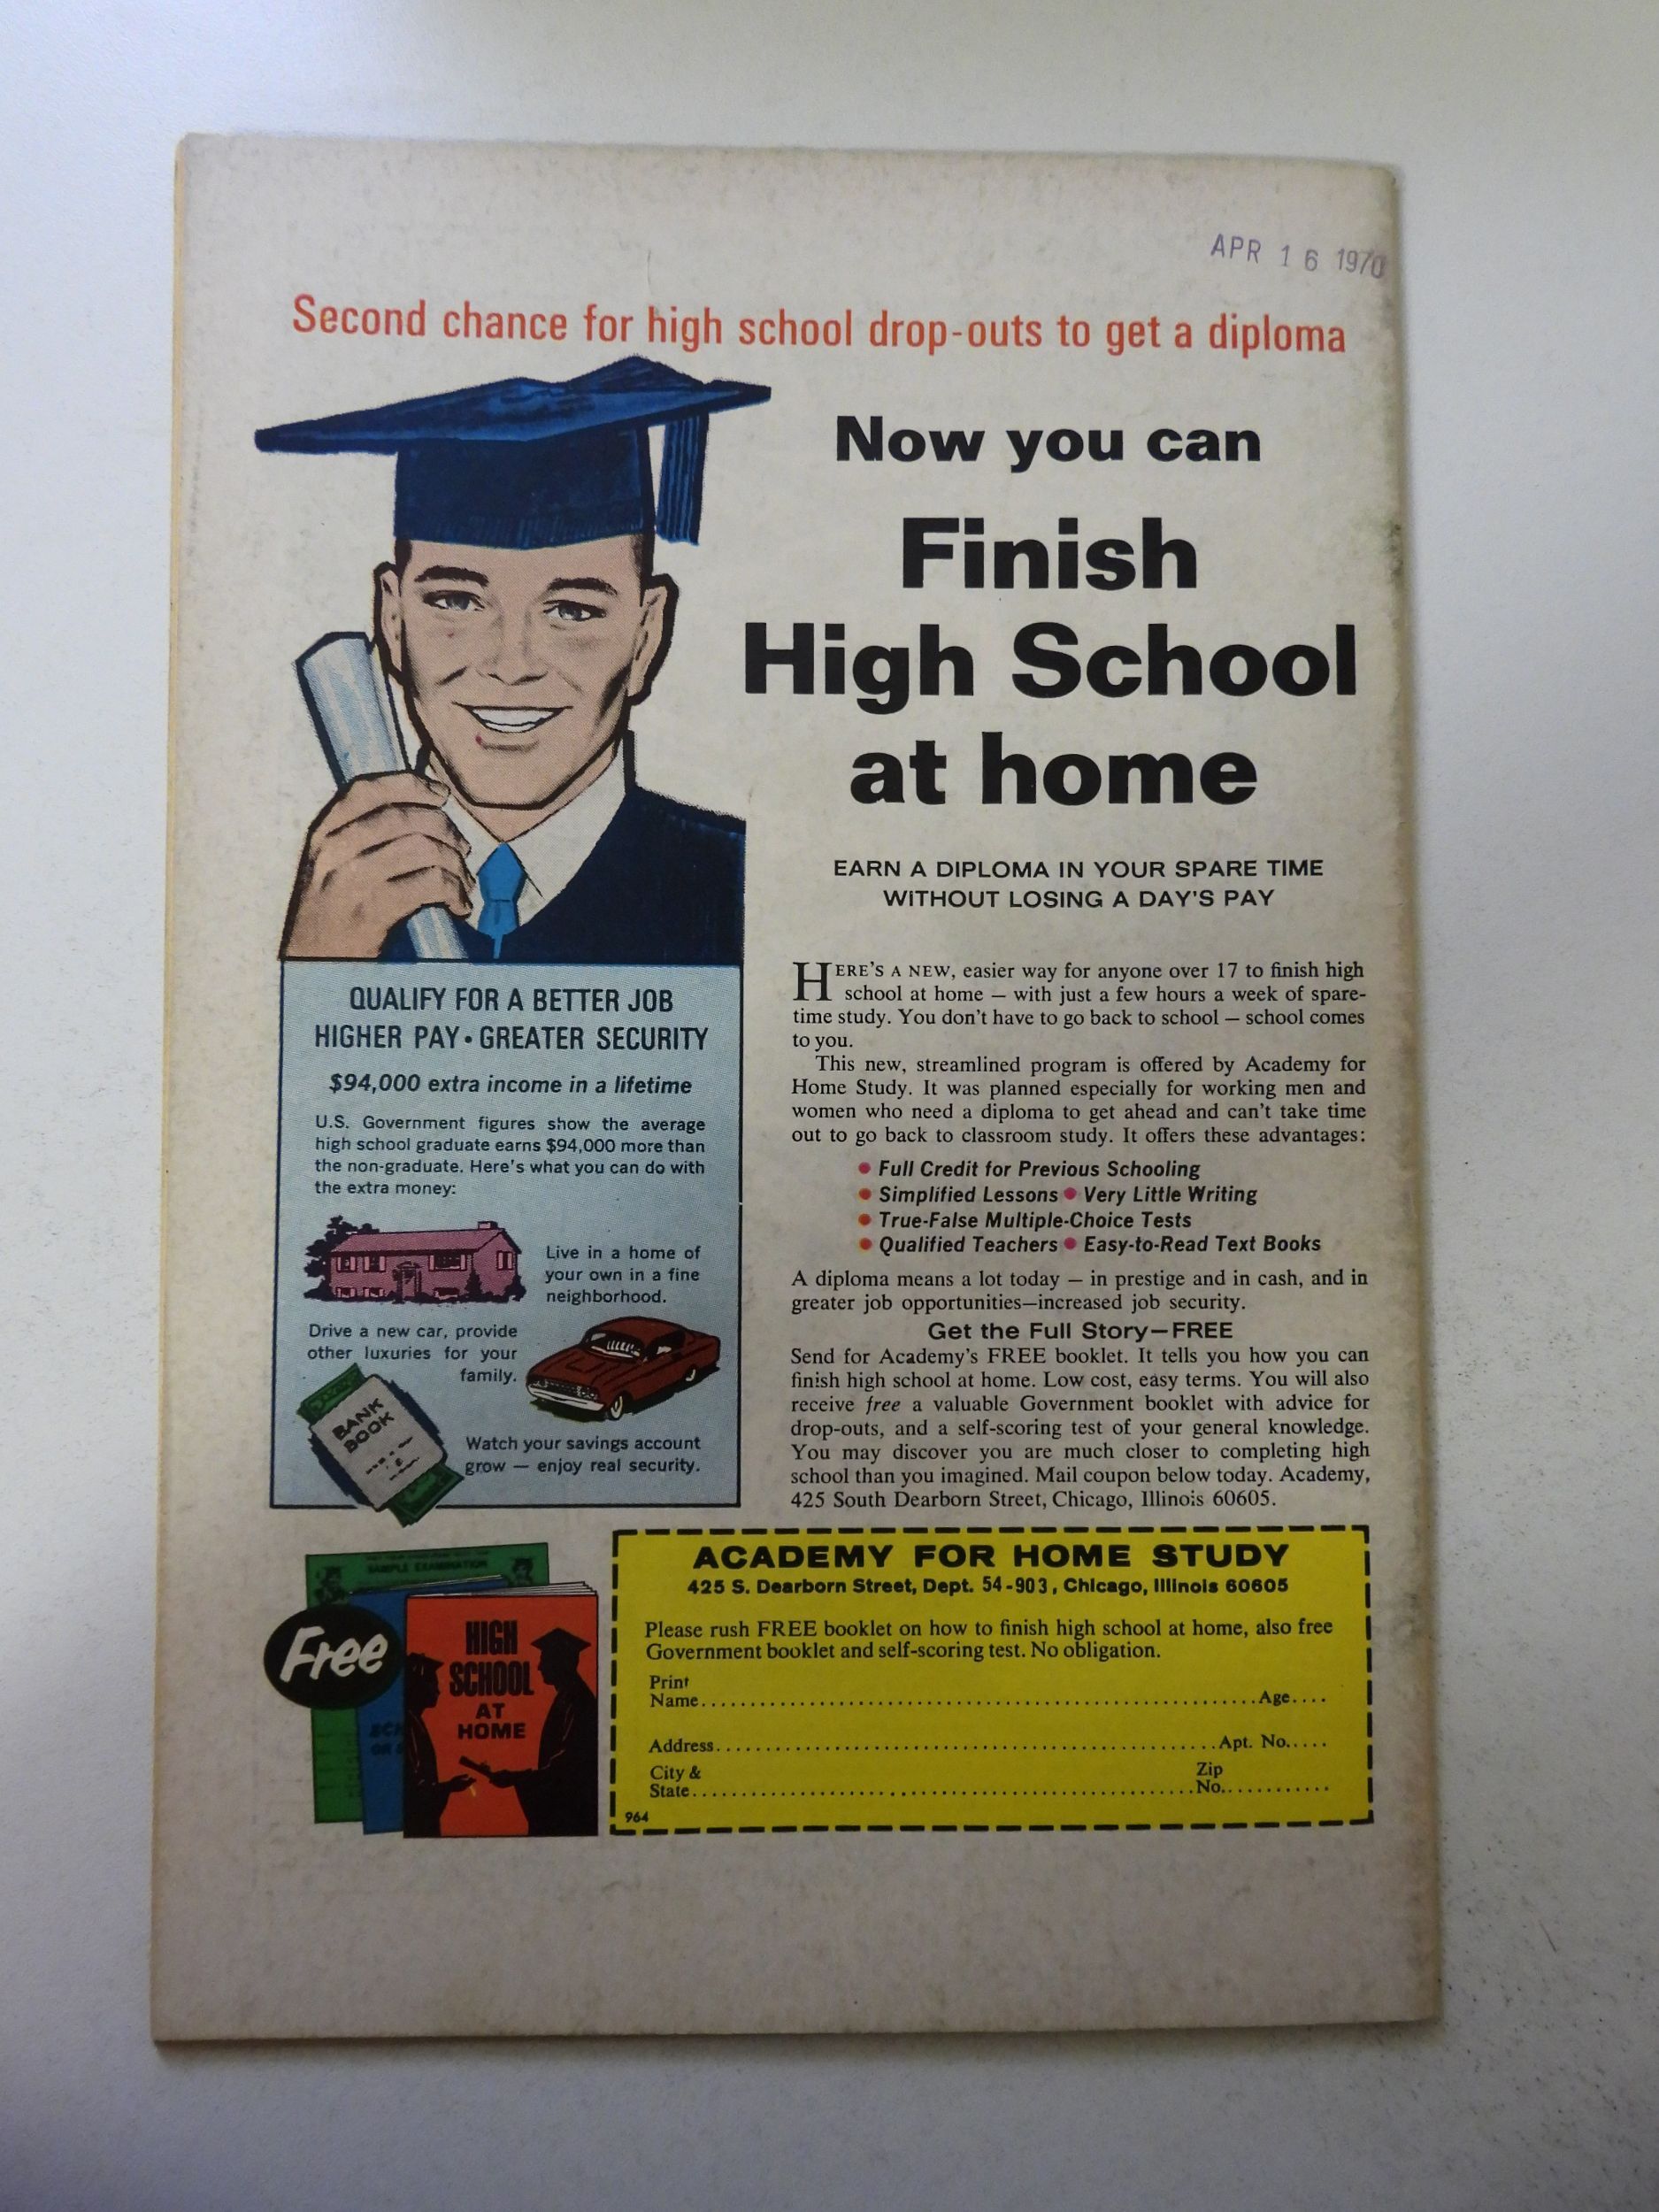 APR 16 1970
Second chance for high school drop-outs to get a diploma
Now you can
Finish
High School
at home
EARN A DIPLOMA IN YOUR SPARE TIME
WITHOUT LOSING A DAY'S PAY
QUALIFY FOR A BETTER JOB
HIGHER PAY • GREATER SECURITY
$94,000 extra income in a lifetime
U.S. Government figures show the average
high school graduate earns $94,000 more than
the non-graduate. Here's what you can do with
the extra money:
Live in a home of
your own in a fine
neighborhood.
Drive a new car, provide
other luxuries for your
family.
BANK
BOOK
Watch your savings account
grow — enjoy real security.
HERE'S A NEW, easier way for anyone over 17 to finish high
school at home — with just a few hours a week of spare-
time study. You don't have to go back to school — school comes
to you.
This new, streamlined program is offered by Academy for
Home Study. It was planned especially for working men and
women who need a diploma to get ahead and can't take time
out to go back to classroom study. It offers these advantages:
• Full Credit for Previous Schooling
• Simplified Lessons • Very Little Writing
• True-False Multiple-Choice Tests
• Qualified Teachers • Easy-to-Read Text Books
A diploma means a lot today — in prestige and in cash, and in
greater job opportunities—increased job security.
Get the Full Story—FREE
Send for Academy's FREE booklet. It tells you how you can
finish high school at home. Low cost, easy terms. You will also
receive free a valuable Government booklet with advice for
drop-outs, and a self-scoring test of your general knowledge.
You may discover you are much closer to completing high
school than you imagined. Mail coupon below today. Academy,
425 South Dearborn Street, Chicago, Illinois 60605.
SAMPLE EXAMINATION
Free
HIGH
SCHOOL
AT
HOME
ACADEMY FOR HOME STUDY
425 S. Dearborn Street, Dept. 54-903, Chicago, Illinois 60605
Please rush FREE booklet on how to finish high school at home, also free
Government booklet and self-scoring test. No obligation.
Print
Name........................................................Age....
Address..................................................Apt. No.....
City & Zip
State..................................................No............
964